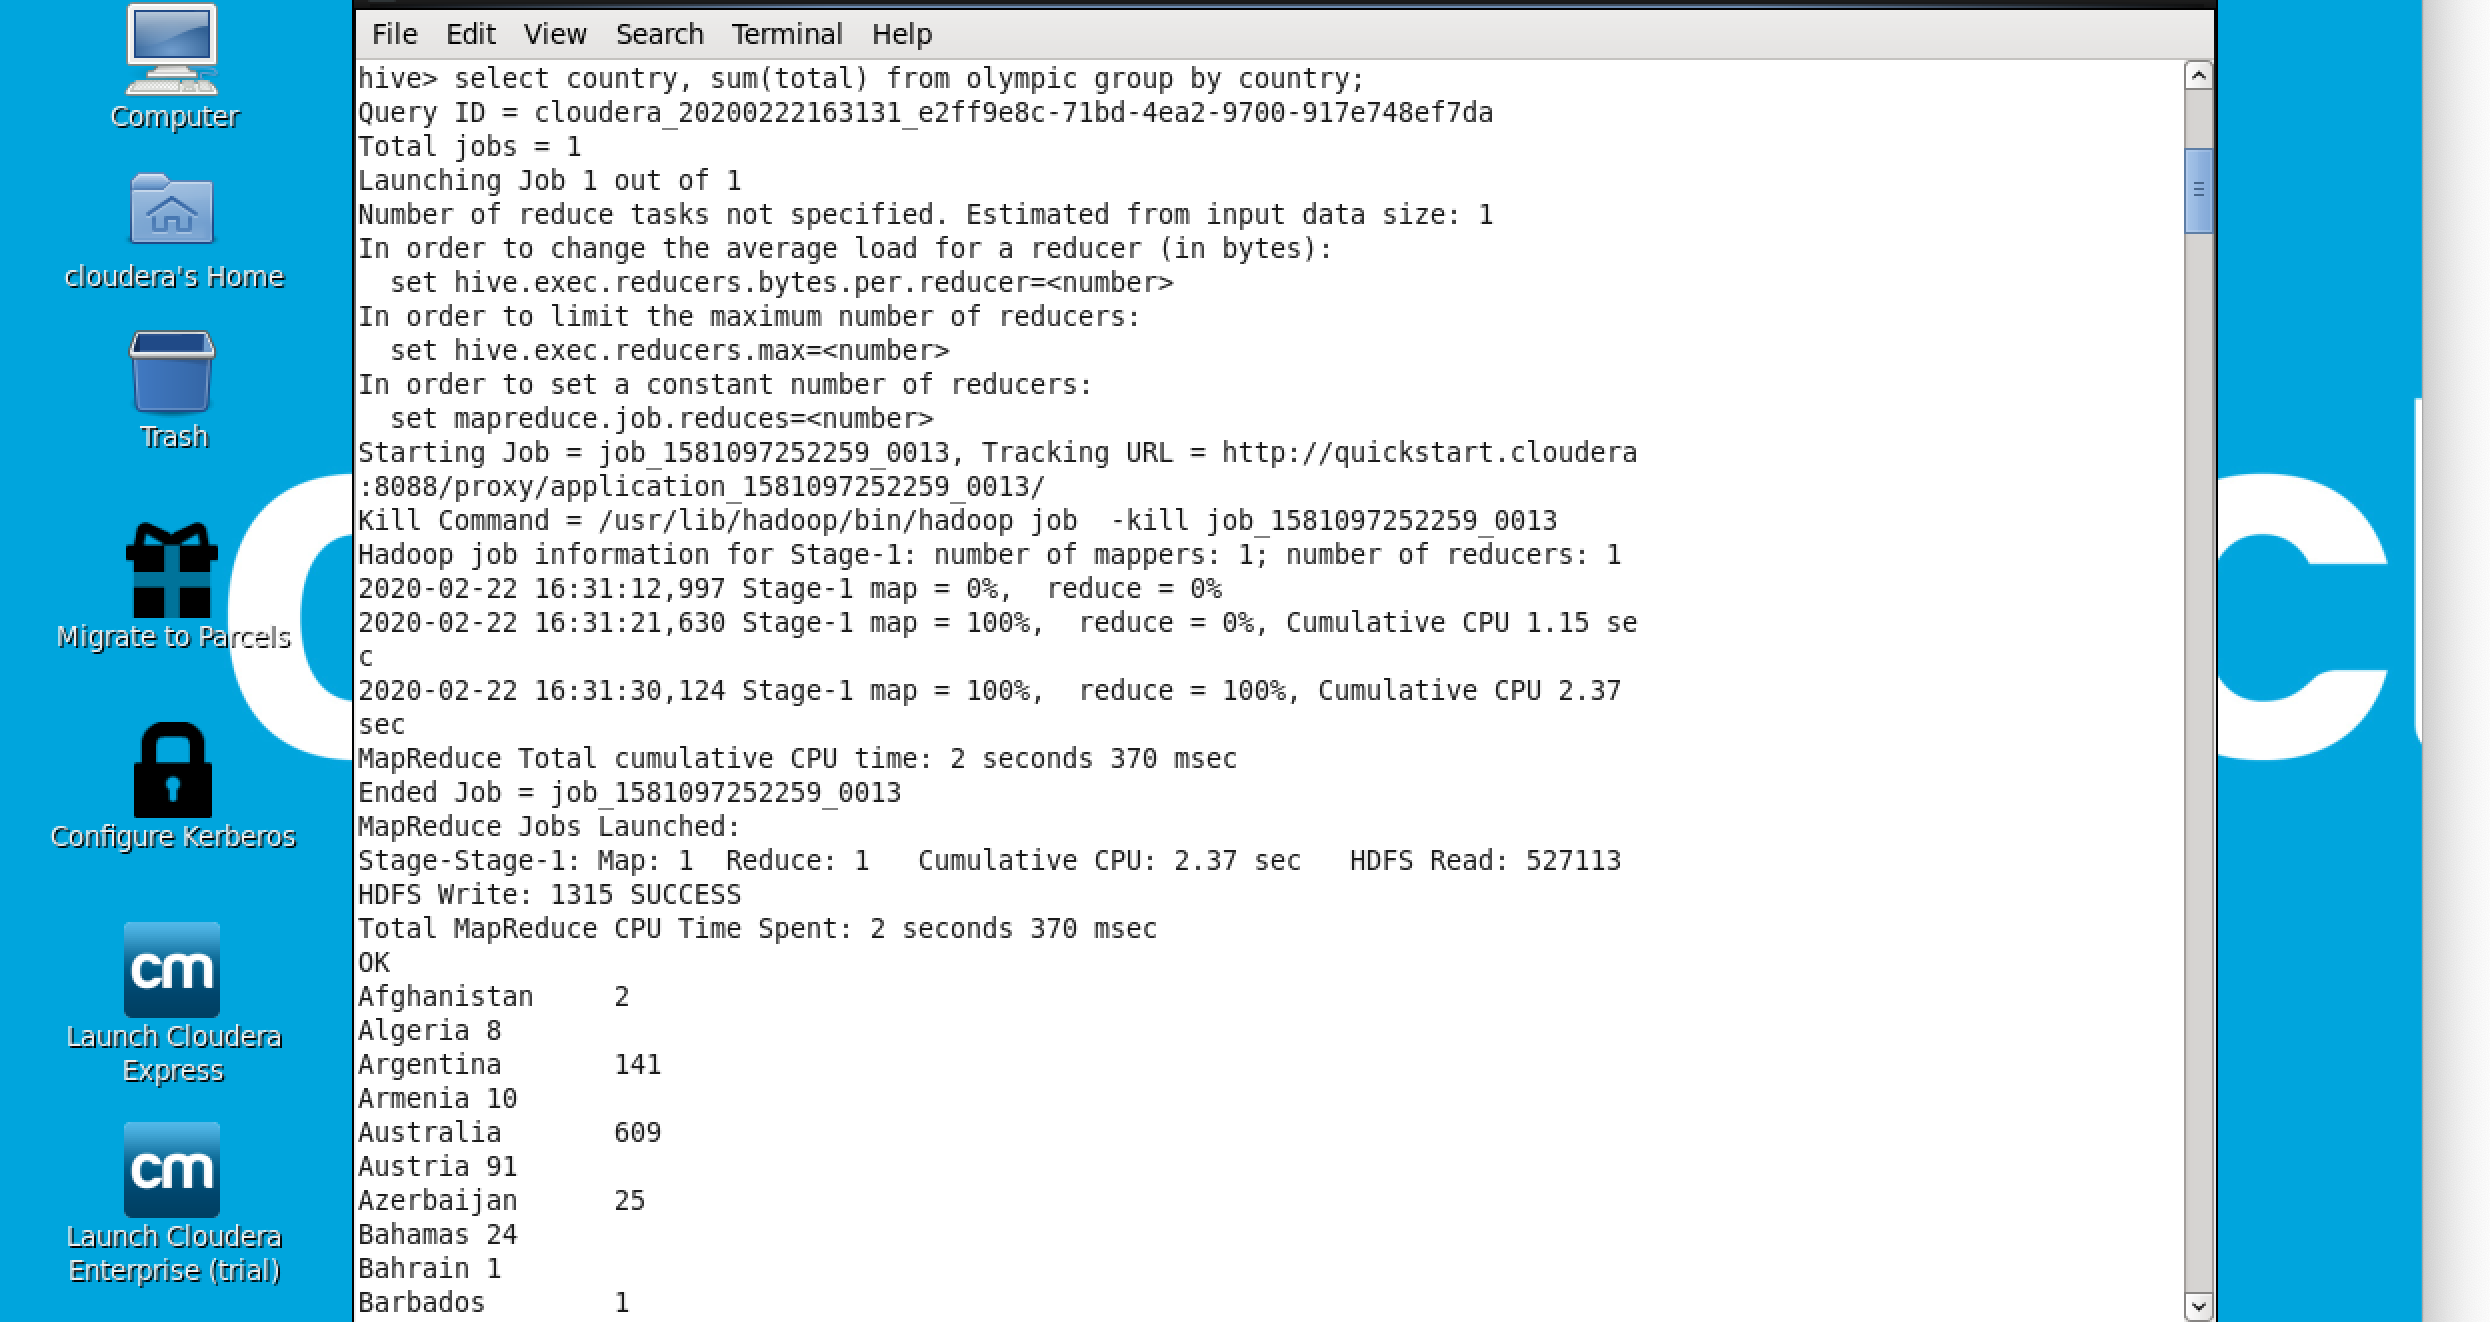 Computer
cloudera's Home
Trash
Migrate to Parcels
Configure Kerberos
cm
Launch Cloudera
Express
cm
Launch Cloudera
Enterprise (trial)
File Edit View Search Terminal Help
hive> select country, sum(total) from olympic group by country;
Query ID = cloudera_20200222163131_e2ff9e8c-71bd-4ea2-9700-917e748ef7da
Total jobs = 1
Launching Job 1 out of 1
Number of reduce tasks not specified. Estimated from input data size: 1
In order to change the average load for a reducer (in bytes):
  set hive.exec.reducers.bytes.per.reducer=<number>
In order to limit the maximum number of reducers:
  set hive.exec.reducers.max=<number>
In order to set a constant number of reducers:
  set mapreduce.job.reduces=<number>
Starting Job = job_1581097252259_0013, Tracking URL = http://quickstart.cloudera
:8088/proxy/application_1581097252259_0013/
Kill Command = /usr/lib/hadoop/bin/hadoop job  -kill job_1581097252259_0013
Hadoop job information for Stage-1: number of mappers: 1; number of reducers: 1
2020-02-22 16:31:12,997 Stage-1 map = 0%,  reduce = 0%
2020-02-22 16:31:21,630 Stage-1 map = 100%,  reduce = 0%, Cumulative CPU 1.15 se
c
2020-02-22 16:31:30,124 Stage-1 map = 100%,  reduce = 100%, Cumulative CPU 2.37
sec
MapReduce Total cumulative CPU time: 2 seconds 370 msec
Ended Job = job_1581097252259_0013
MapReduce Jobs Launched:
Stage-Stage-1: Map: 1  Reduce: 1   Cumulative CPU: 2.37 sec   HDFS Read: 527113
HDFS Write: 1315 SUCCESS
Total MapReduce CPU Time Spent: 2 seconds 370 msec
OK
Afghanistan     2
Algeria 8
Argentina       141
Armenia 10
Australia       609
Austria 91
Azerbaijan      25
Bahamas 24
Bahrain 1
Barbados        1